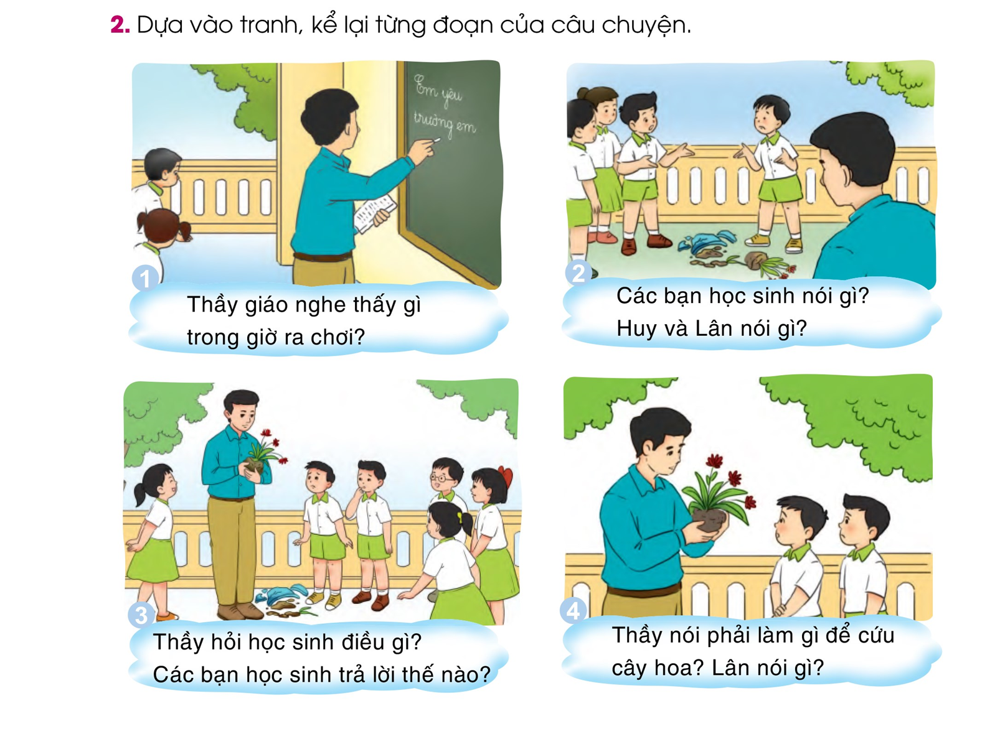 2. Dựa vào tranh, kể lại từng đoạn của câu chuyện.
Em yêu
trường em
1
Thầy giáo nghe thấy gì
trong giờ ra chơi?
2
Các bạn học sinh nói gì?
Huy và Lân nói gì?
3
Thầy hỏi học sinh điều gì?
Các bạn học sinh trả lời thế nào?
4
Thầy nói phải làm gì để cứu
cây hoa? Lân nói gì?